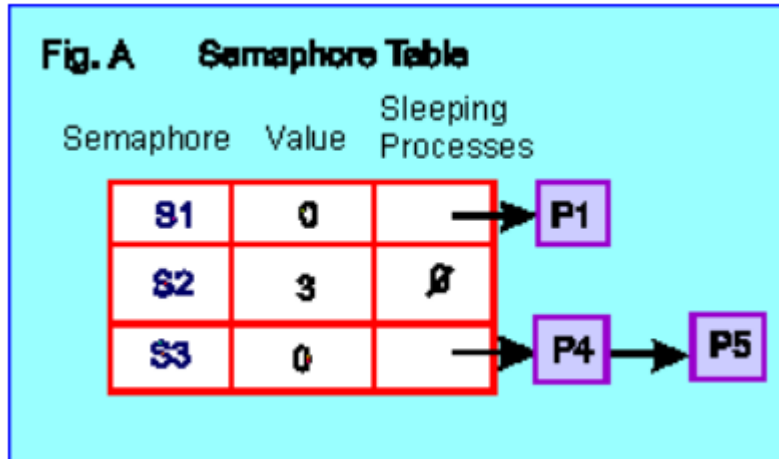 Fig. A Semaphore Table
Semaphore Value Sleeping Processes
S1 0 P1
S2 3 Ø
S3 0 P4 P5